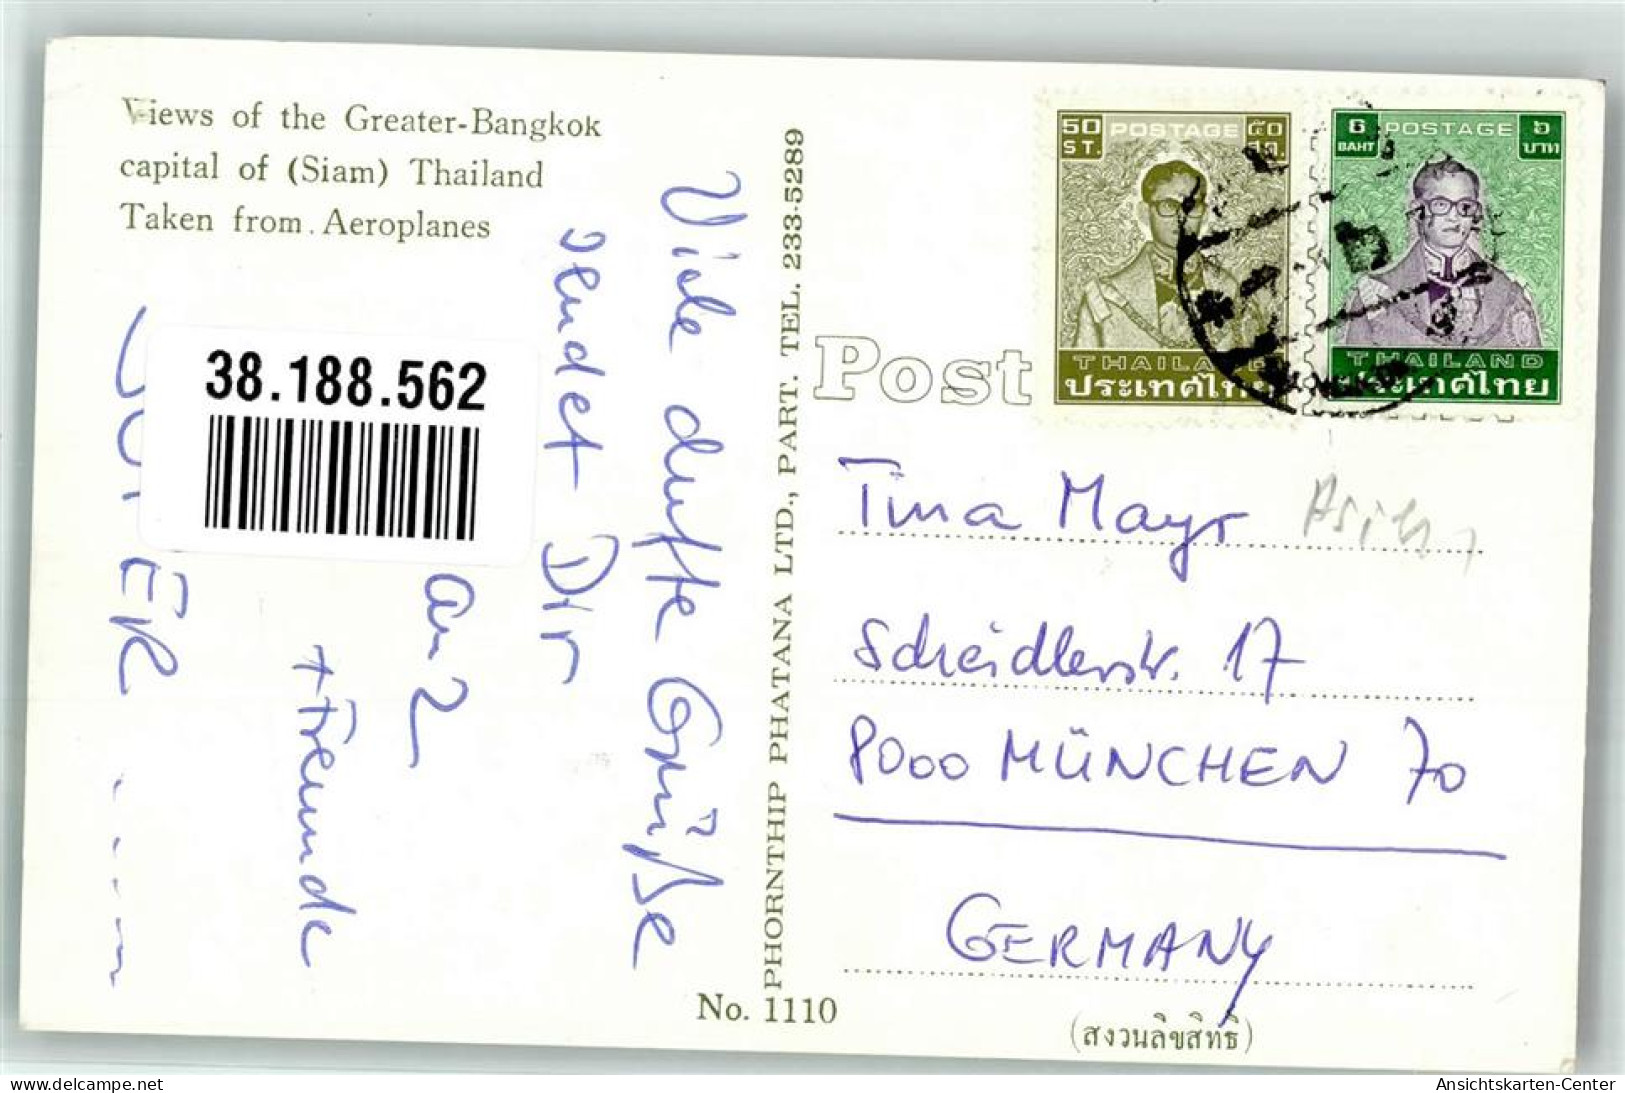 Views of the Greater-Bangkok
capital of (Siam) Thailand
Taken from Aeroplanes
38.188.562
Viele dufte Grüße
sendet Dir
+ Freunde
ER
PHORNTHIP PHATANA LTD., PART. TEL. 233-5289
No. 1110
Post
50 POSTAGE ๕๐
ST. สต.
THAILAND
ประเทศไทย
6 POSTAGE ๖
BAHT บาท
THAILAND
ประเทศไทย
Tina Mayr
Scheidlerstr. 17
8000 MÜNCHEN 70
GERMANY
(สงวนลิขสิทธิ์)
www.delcampe.net
Ansichtskarten-Center